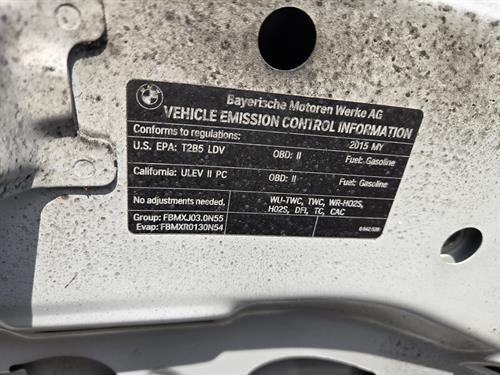 BMW
Bayerische Motoren Werke AG
VEHICLE EMISSION CONTROL INFORMATION
Conforms to regulations: 2015 MY
U.S. EPA: T2B5 LDV OBD: II Fuel: Gasoline
California: ULEV II PC OBD: II Fuel: Gasoline
No adjustments needed. WU-TWC, TWC, WR-HO2S,
HO2S, DFI, TC, CAC
Group: FBMXJ03.0N55
Evap: FBMXR0130N54